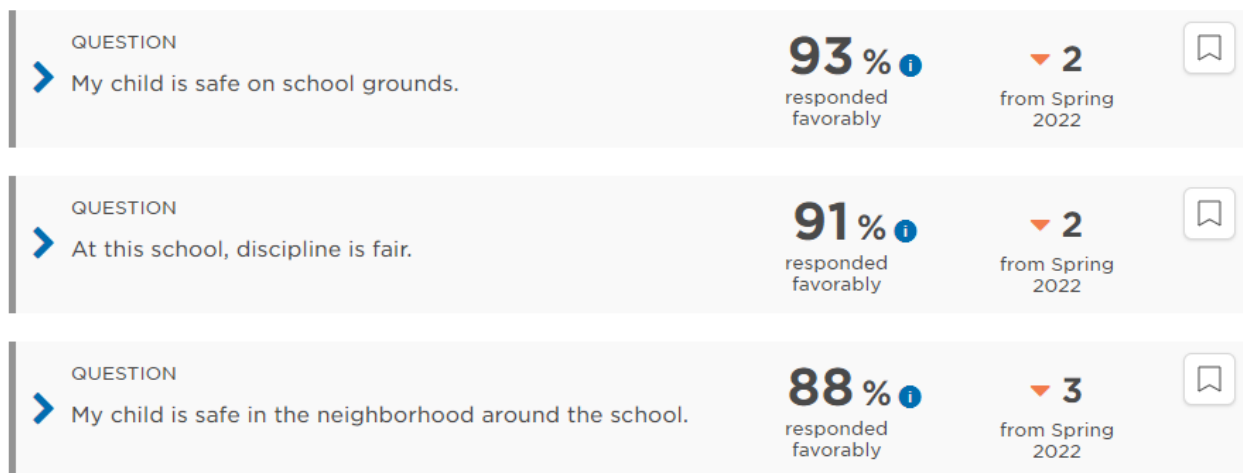 QUESTION
My child is safe on school grounds.
93 % i
responded
favorably
2
from Spring
2022
QUESTION
At this school, discipline is fair.
91 % i
responded
favorably
2
from Spring
2022
QUESTION
My child is safe in the neighborhood around the school.
88 % i
responded
favorably
3
from Spring
2022